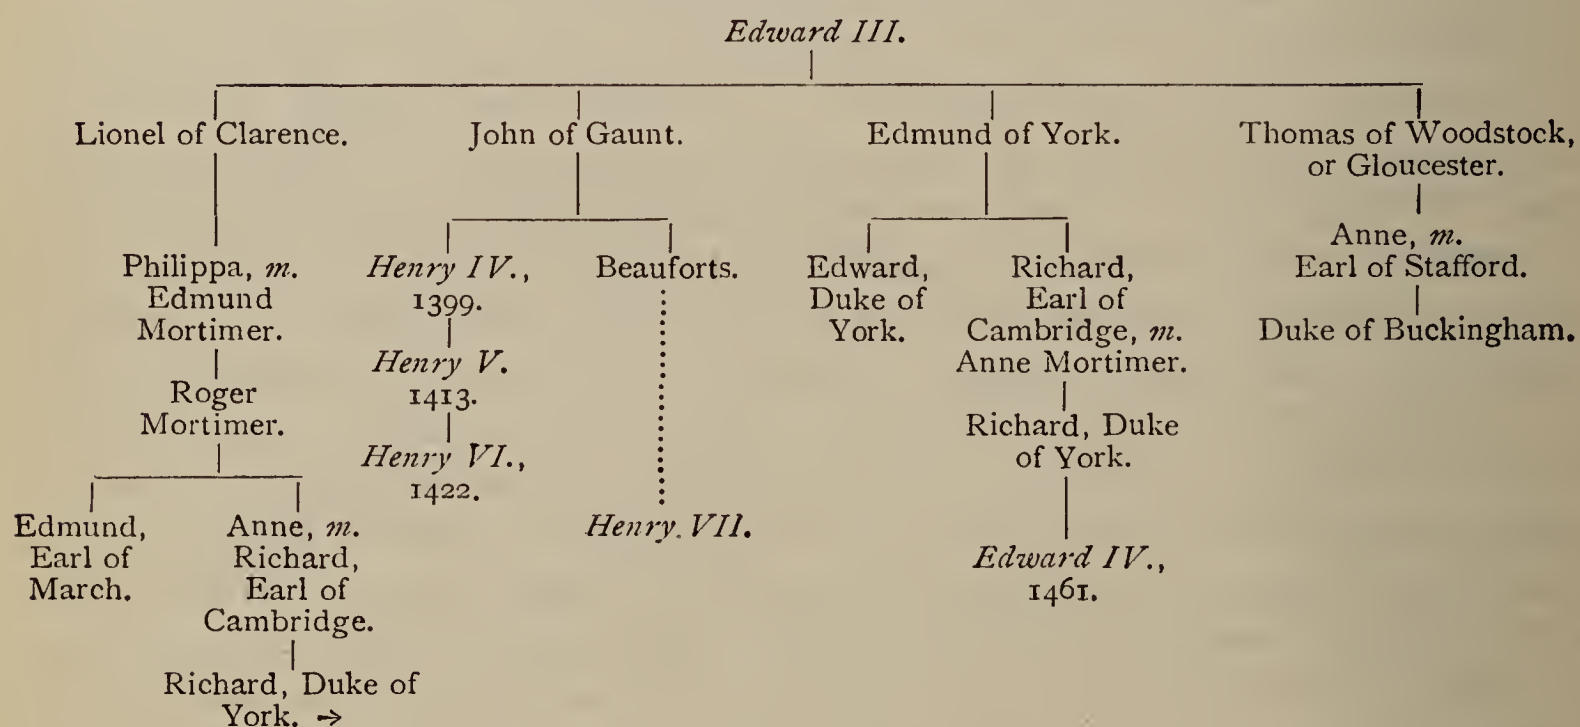 Edward III.
Lionel of Clarence.
John of Gaunt.
Edmund of York.
Thomas of Woodstock,
or Gloucester.
Philippa, m.
Edmund
Mortimer.
Roger
Mortimer.
Edmund,
Earl of
March.
Anne, m.
Richard,
Earl of
Cambridge.
Richard, Duke of
York. →
Henry IV.,
1399.
Henry V.
1413.
Henry VI.,
1422.
Beauforts.
Henry. VII.
Edward,
Duke of
York.
Richard,
Earl of
Cambridge, m.
Anne Mortimer.
Richard, Duke
of York.
Edward IV.,
1461.
Anne, m.
Earl of Stafford.
Duke of Buckingham.